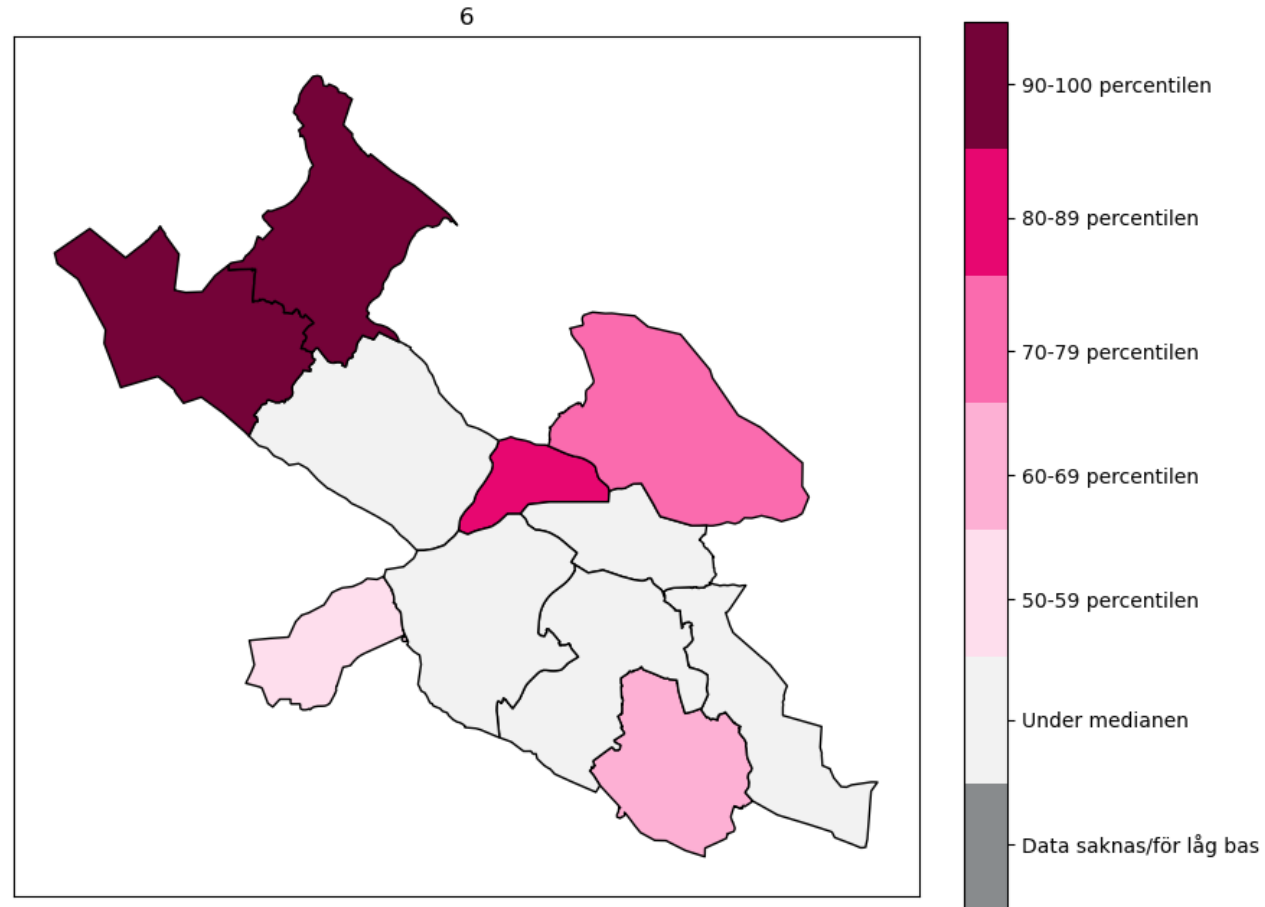 6
90-100 percentilen
80-89 percentilen
70-79 percentilen
60-69 percentilen
50-59 percentilen
Under medianen
Data saknas/för låg bas